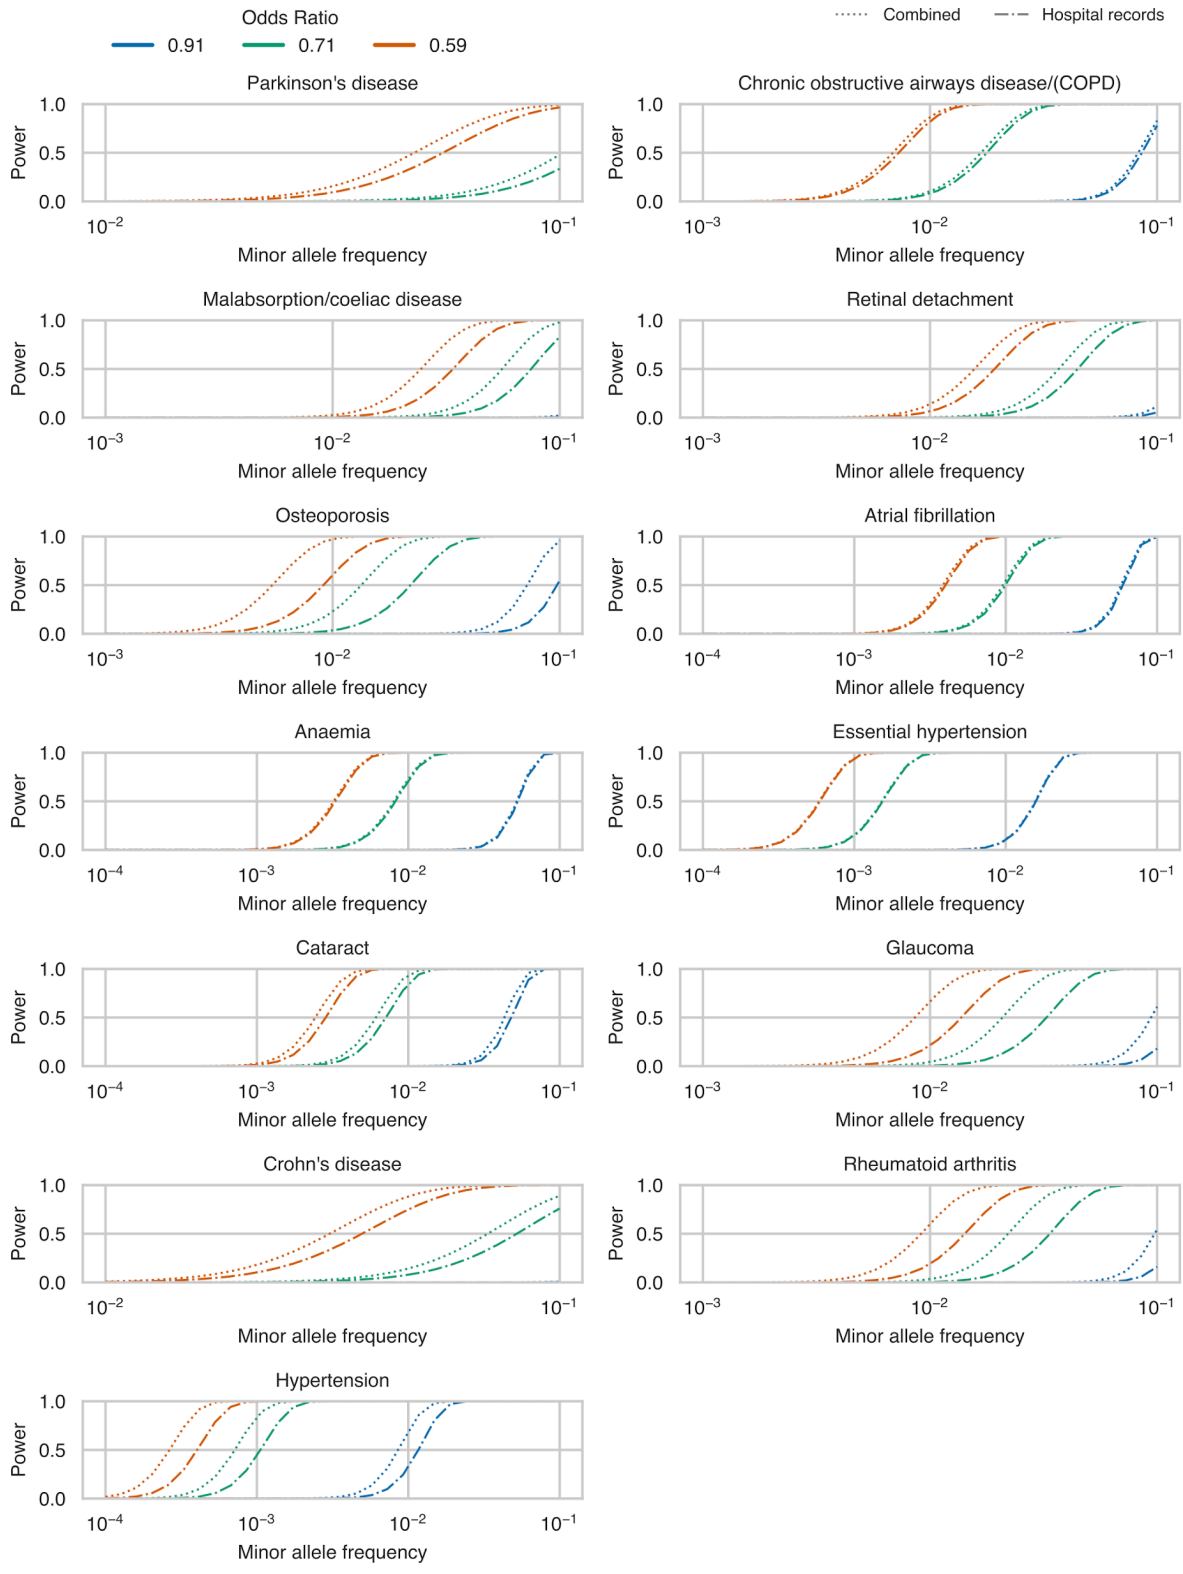 Odds Ratio
0.91 0.71 0.59
Combined Hospital records
Parkinson's disease
1.0
0.5
0.0
Power
10⁻² 10⁻¹
Minor allele frequency
Chronic obstructive airways disease/(COPD)
1.0
0.5
0.0
Power
10⁻³ 10⁻² 10⁻¹
Minor allele frequency
Malabsorption/coeliac disease
1.0
0.5
0.0
Power
10⁻³ 10⁻² 10⁻¹
Minor allele frequency
Retinal detachment
1.0
0.5
0.0
Power
10⁻³ 10⁻² 10⁻¹
Minor allele frequency
Osteoporosis
1.0
0.5
0.0
Power
10⁻³ 10⁻² 10⁻¹
Minor allele frequency
Atrial fibrillation
1.0
0.5
0.0
Power
10⁻⁴ 10⁻³ 10⁻² 10⁻¹
Minor allele frequency
Anaemia
1.0
0.5
0.0
Power
10⁻⁴ 10⁻³ 10⁻² 10⁻¹
Minor allele frequency
Essential hypertension
1.0
0.5
0.0
Power
10⁻⁴ 10⁻³ 10⁻² 10⁻¹
Minor allele frequency
Cataract
1.0
0.5
0.0
Power
10⁻⁴ 10⁻³ 10⁻² 10⁻¹
Minor allele frequency
Glaucoma
1.0
0.5
0.0
Power
10⁻³ 10⁻² 10⁻¹
Minor allele frequency
Crohn's disease
1.0
0.5
0.0
Power
10⁻² 10⁻¹
Minor allele frequency
Rheumatoid arthritis
1.0
0.5
0.0
Power
10⁻³ 10⁻² 10⁻¹
Minor allele frequency
Hypertension
1.0
0.5
0.0
Power
10⁻⁴ 10⁻³ 10⁻² 10⁻¹
Minor allele frequency